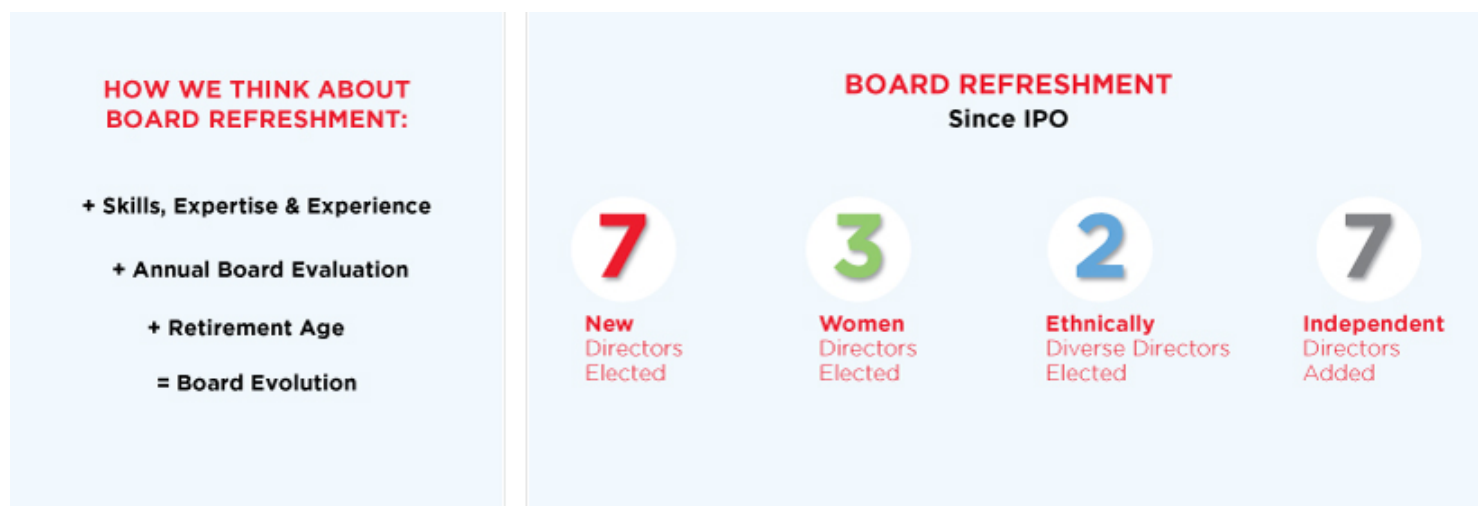 HOW WE THINK ABOUT
BOARD REFRESHMENT:
+ Skills, Expertise & Experience
+ Annual Board Evaluation
+ Retirement Age
= Board Evolution
BOARD REFRESHMENT
Since IPO
7
New
Directors
Elected
3
Women
Directors
Elected
2
Ethnically
Diverse Directors
Elected
7
Independent
Directors
Added